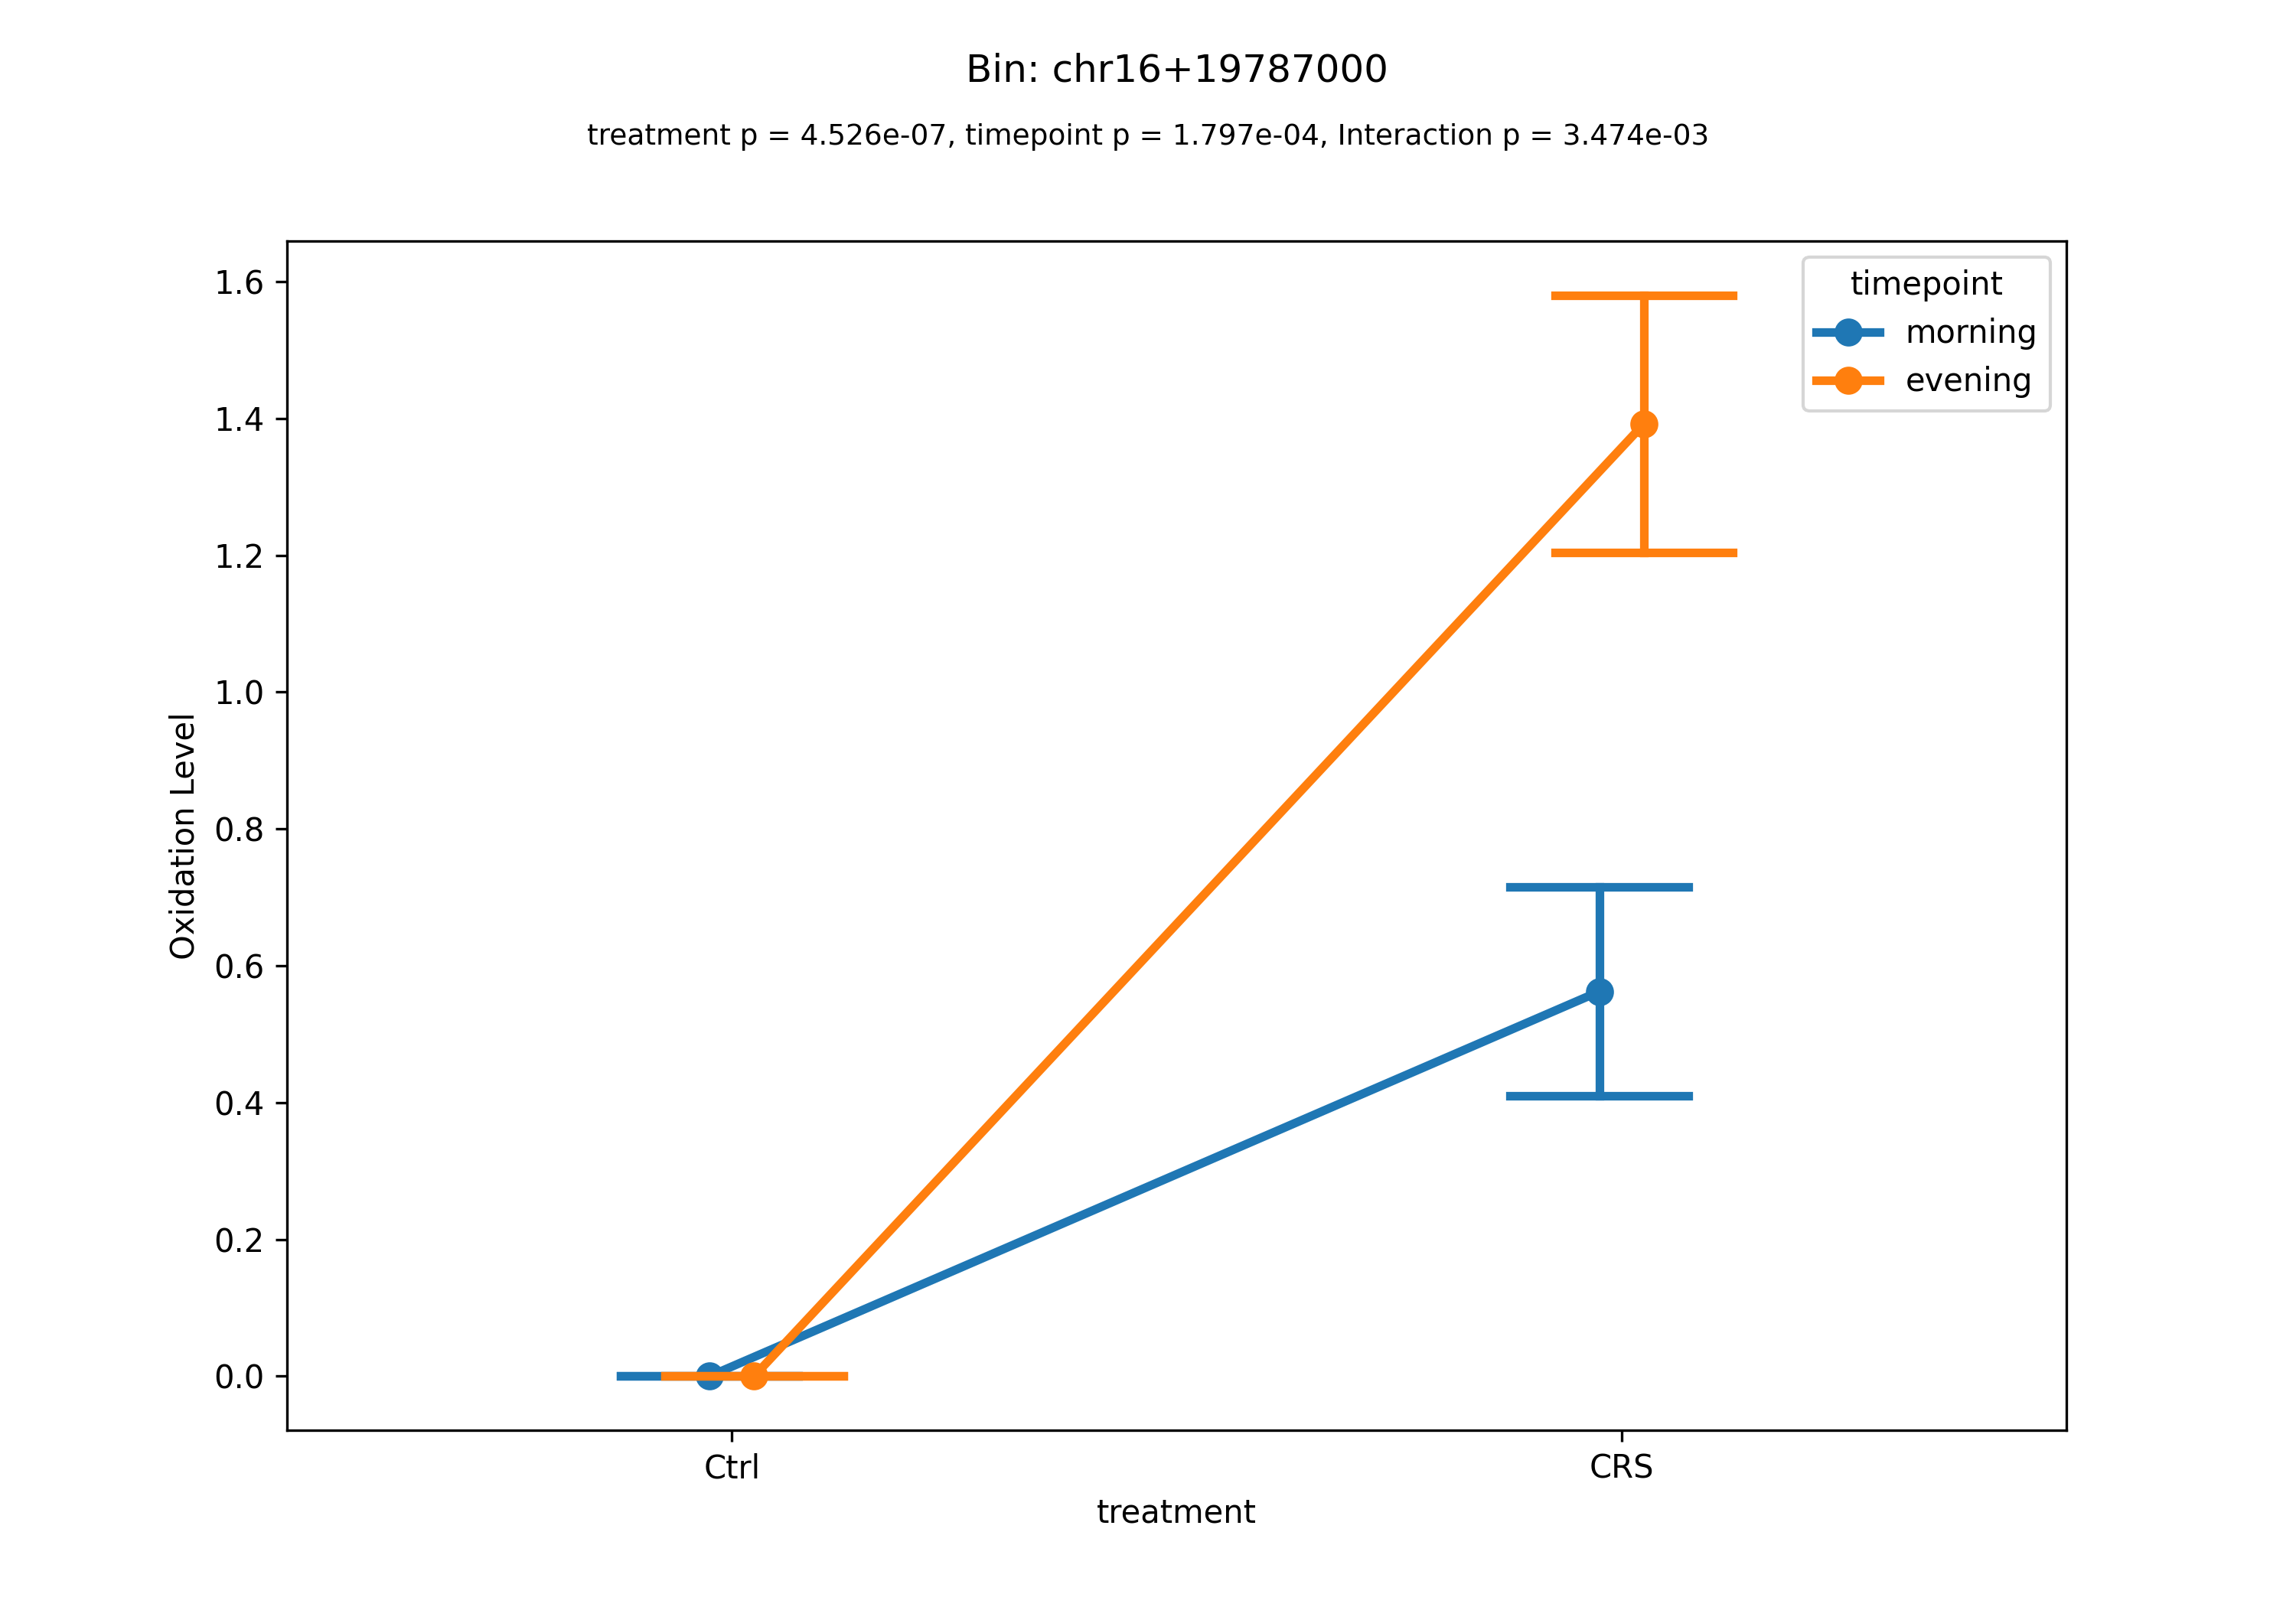 Bin: chr16+19787000
treatment p = 4.526e-07, timepoint p = 1.797e-04, Interaction p = 3.474e-03
timepoint
morning
evening
1.6
1.4
1.2
1.0
0.8
0.6
0.4
0.2
0.0
Oxidation Level
Ctrl
CRS
treatment